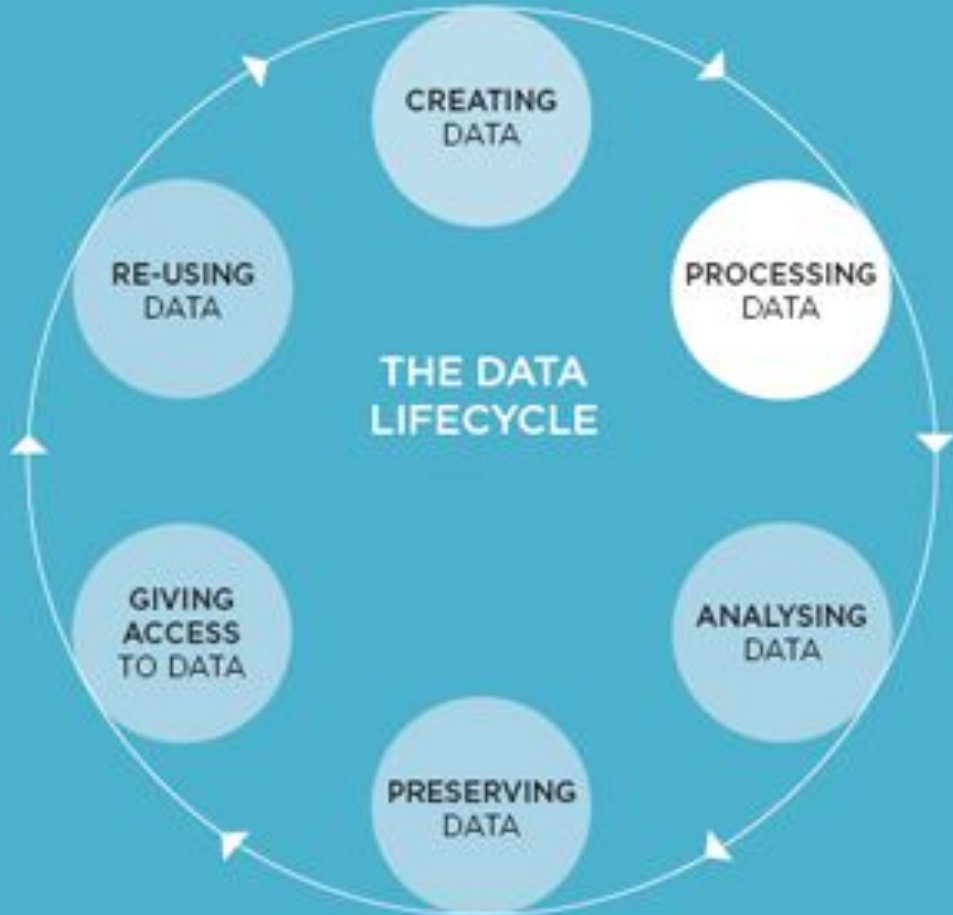 CREATING
DATA
PROCESSING
DATA
ANALYSING
DATA
PRESERVING
DATA
GIVING
ACCESS
TO DATA
RE-USING
DATA
THE DATA
LIFECYCLE